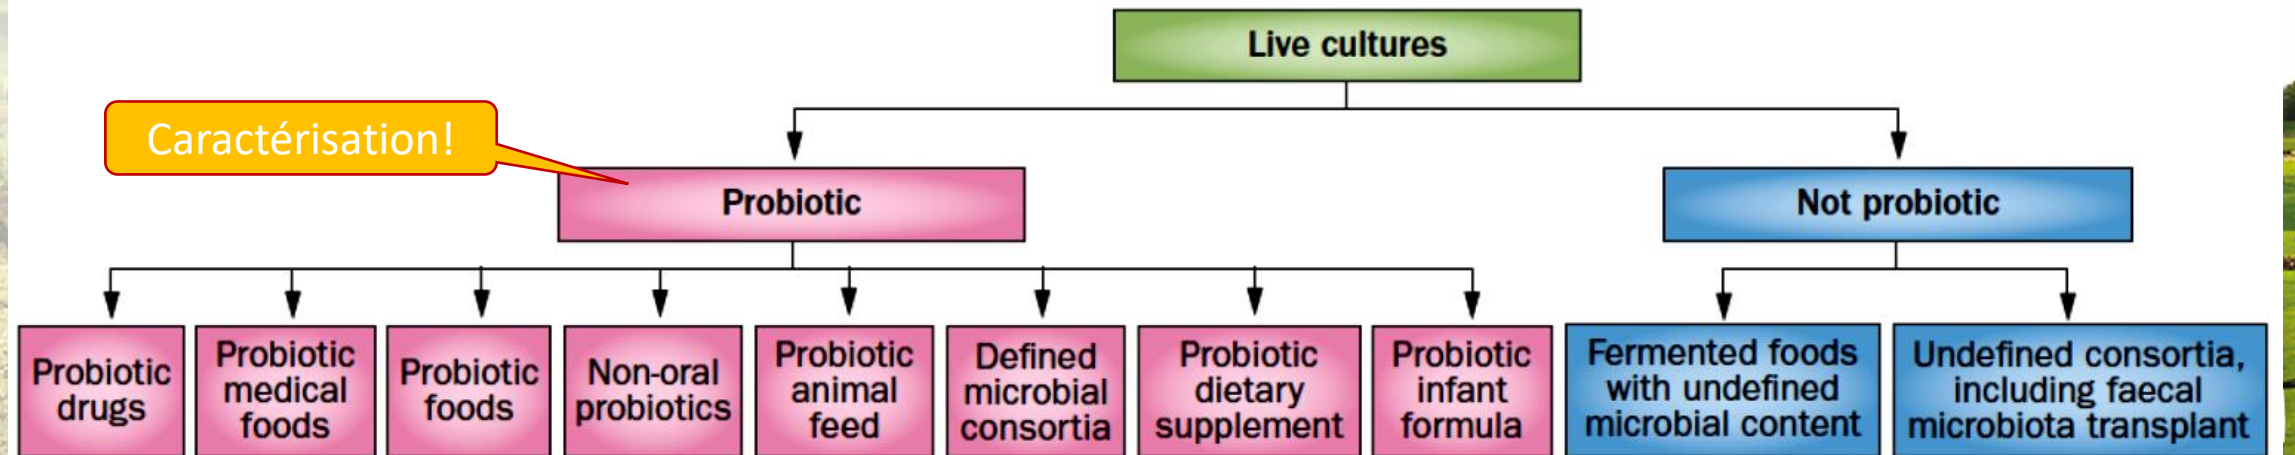 Live cultures
Caractérisation!
Probiotic
Not probiotic
Probiotic
drugs
Probiotic
medical
foods
Probiotic
foods
Non-oral
probiotics
Probiotic
animal
feed
Defined
microbial
consortia
Probiotic
dietary
supplement
Probiotic
infant
formula
Fermented foods
with undefined
microbial content
Undefined consortia,
including faecal
microbiota transplant